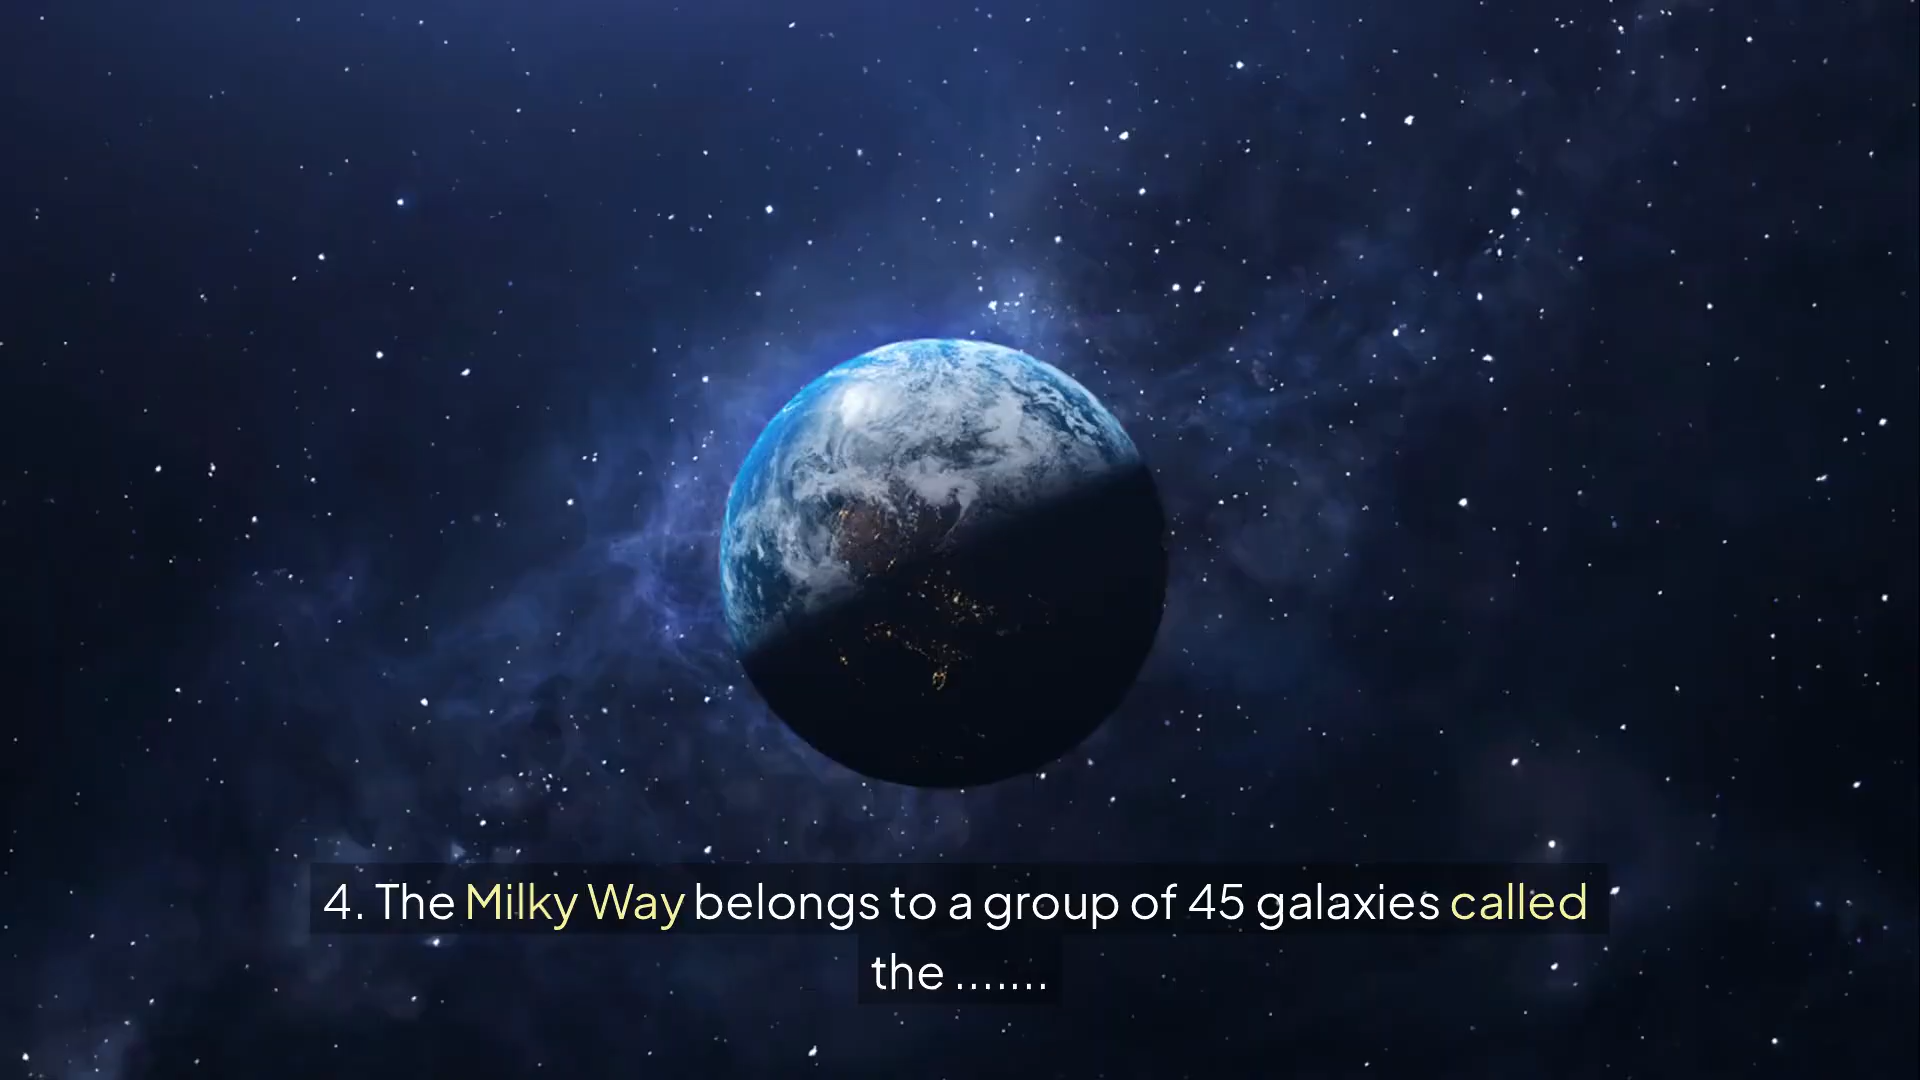 4. The Milky Way belongs to a group of 45 galaxies called
the .......